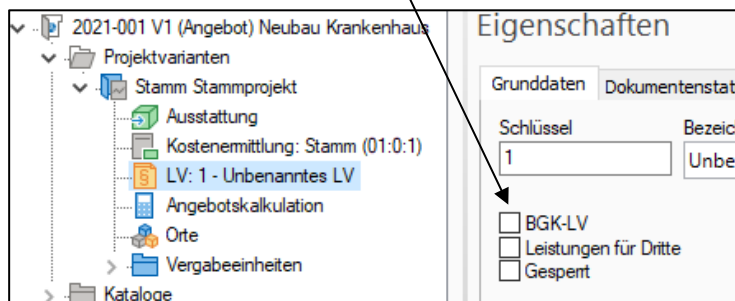 2021-001 V1 (Angebot) Neubau Krankenhaus
Projektvarianten
Stamm Stammprojekt
Ausstattung
Kostenermittlung: Stamm (01:0:1)
LV: 1 - Unbenanntes LV
Angebotskalkulation
Orte
Vergabeeinheiten
Kataloge
Eigenschaften
Grunddaten Dokumentenstat
Schlüssel Bezeic
1 Unbe
BGK-LV
Leistungen für Dritte
Gesperrt